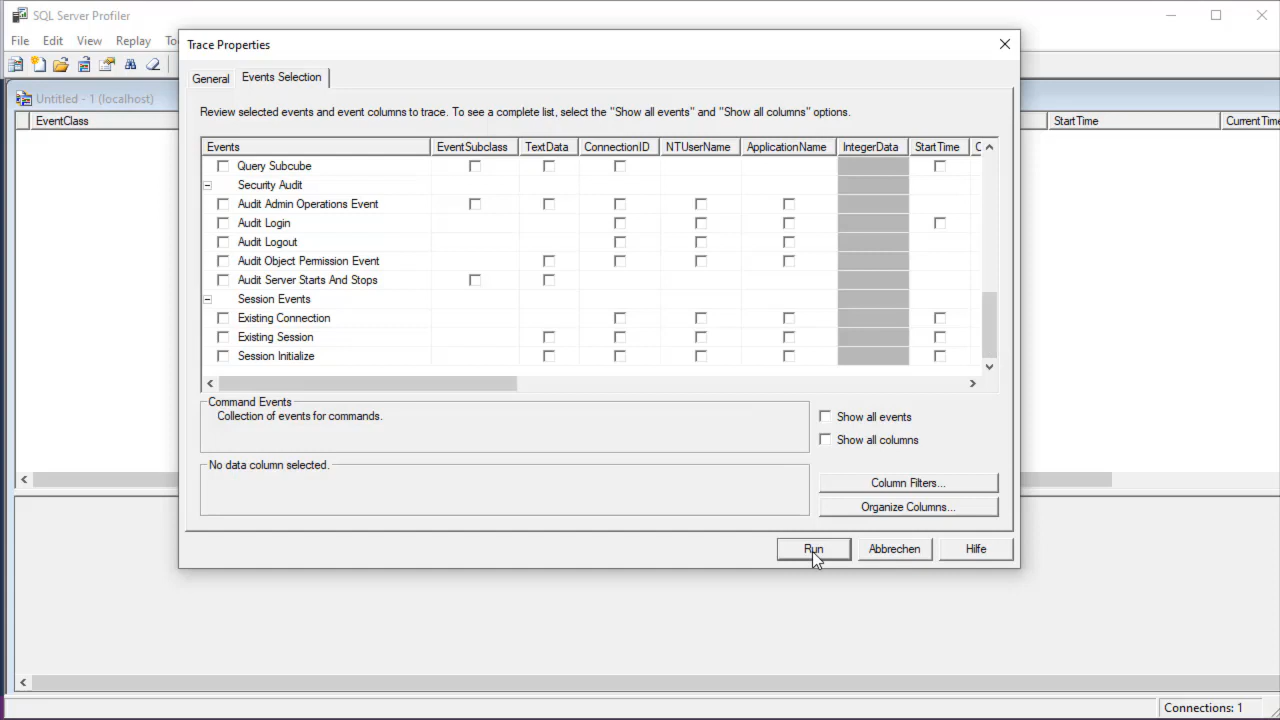 SQL Server Profiler
File Edit View Replay To
Trace Properties
Untitled - 1 (localhost)
General Events Selection
Review selected events and event columns to trace. To see a complete list, select the "Show all events" and "Show all columns" options.
EventClass
StartTime CurrentTime
Events EventSubclass TextData ConnectionID NTUserName ApplicationName IntegerData StartTime C
Query Subcube
Security Audit
Audit Admin Operations Event
Audit Login
Audit Logout
Audit Object Permission Event
Audit Server Starts And Stops
Session Events
Existing Connection
Existing Session
Session Initialize
Command Events
Collection of events for commands.
Show all events
Show all columns
No data column selected.
Column Filters...
Organize Columns...
Run Abbrechen Hilfe
Connections: 1